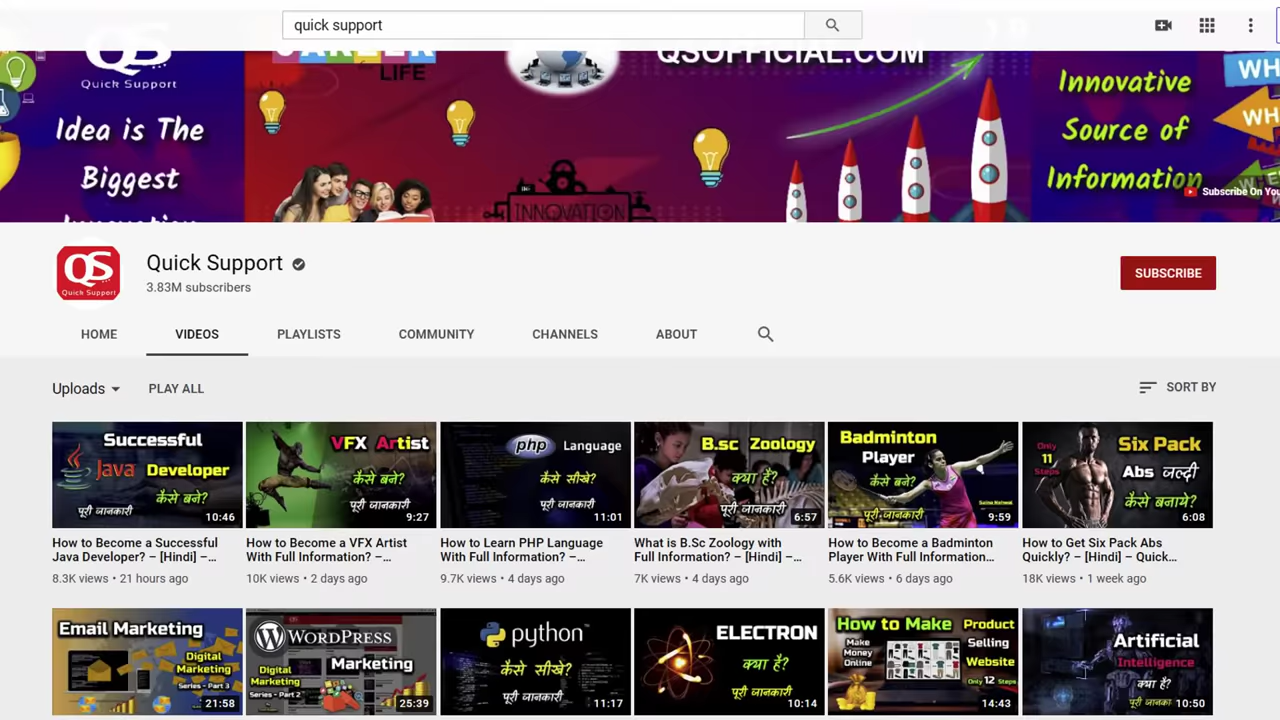 quick support
QS
Quick Support
Idea is The
Biggest
LIFE
QSOFFICIAL.COM
INNOVATION
Innovative
Source of
Information
Subscribe On You
QS
Quick Support
Quick Support
3.83M subscribers
SUBSCRIBE
HOME
VIDEOS
PLAYLISTS
COMMUNITY
CHANNELS
ABOUT
Uploads
PLAY ALL
SORT BY
Successful
Java Developer
कैसे बने?
पूरी जानकारी
10:46
How to Become a Successful
Java Developer? – [Hindi] –...
8.3K views • 21 hours ago
VFX Artist
कैसे बने?
पूरी जानकारी
9:27
How to Become a VFX Artist
With Full Information? –...
10K views • 2 days ago
php Language
कैसे सीखे?
पूरी जानकारी
11:01
How to Learn PHP Language
With Full Information? –...
9.7K views • 4 days ago
B.sc Zoology
क्या है?
पूरी जानकारी
6:57
What is B.Sc Zoology with
Full Information? – [Hindi] –...
7K views • 4 days ago
Badminton
Player
कैसे बने?
पूरी जानकारी
9:59
How to Become a Badminton
Player With Full Information...
5.6K views • 6 days ago
Only
11
Steps
Six Pack
Abs जल्दी
कैसे बनाये?
6:08
How to Get Six Pack Abs
Quickly? – [Hindi] – Quick...
18K views • 1 week ago
Email Marketing
Digital
Marketing
Series - Part 3
21:58
WORDPRESS
Marketing
Digital
Marketing
Series - Part 2
25:39
python
कैसे सीखे?
पूरी जानकारी
11:17
ELECTRON
क्या है?
पूरी जानकारी
10:14
How to Make
Product
Selling
Website
Only 12 Steps
Make
Money
Online
14:43
Artificial
Intelligence
क्या है?
पूरी
10:50